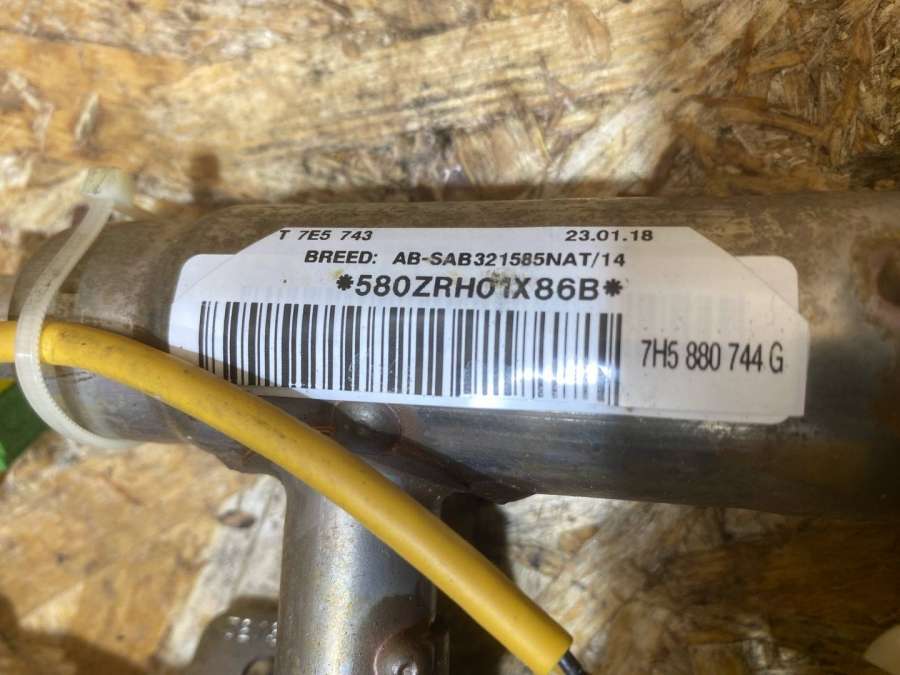 T 7E5 743 23.01.18
BREED: AB-SAB321585NAT/14
*580ZRH01X86B*
7H5 880 744 G